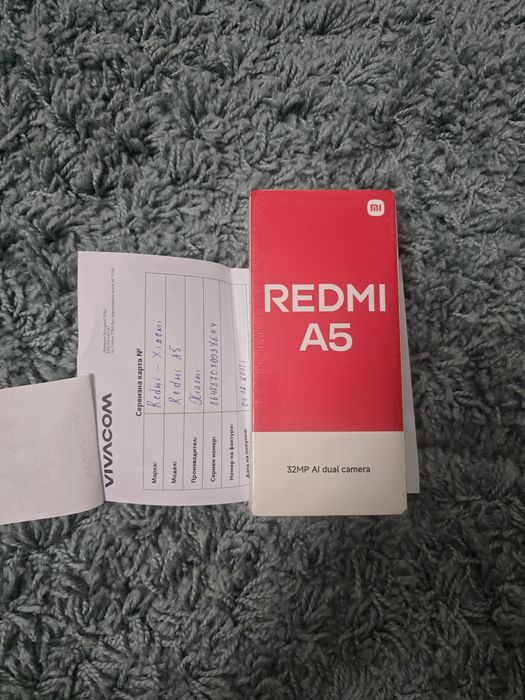 mi
REDMI
A5
32MP AI dual camera
VIVACOM
Сервизна карта №
Марка: Redmi - Xiaomi
Модел: Redmi A5
Производител: Xiaomi
Сериен номер:
Номер на фактура:
Дата на покупка: